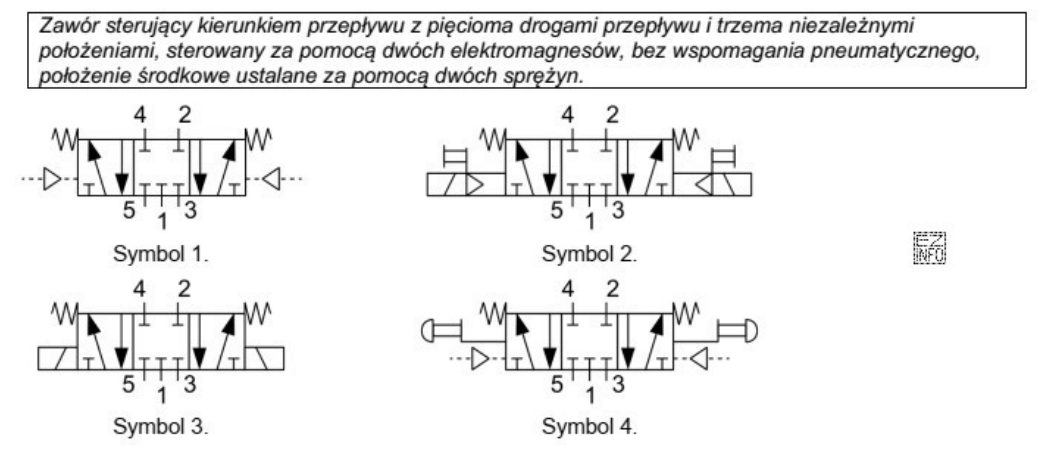 Zawór sterujący kierunkiem przepływu z pięcioma drogami przepływu i trzema niezależnymi
położeniami, sterowany za pomocą dwóch elektromagnesów, bez wspomagania pneumatycznego,
położenie środkowe ustalane za pomocą dwóch sprężyn.
4 2
5 1 3
Symbol 1.
4 2
5 1 3
Symbol 2.
EZ
INFO
4 2
5 1 3
Symbol 3.
4 2
5 1 3
Symbol 4.